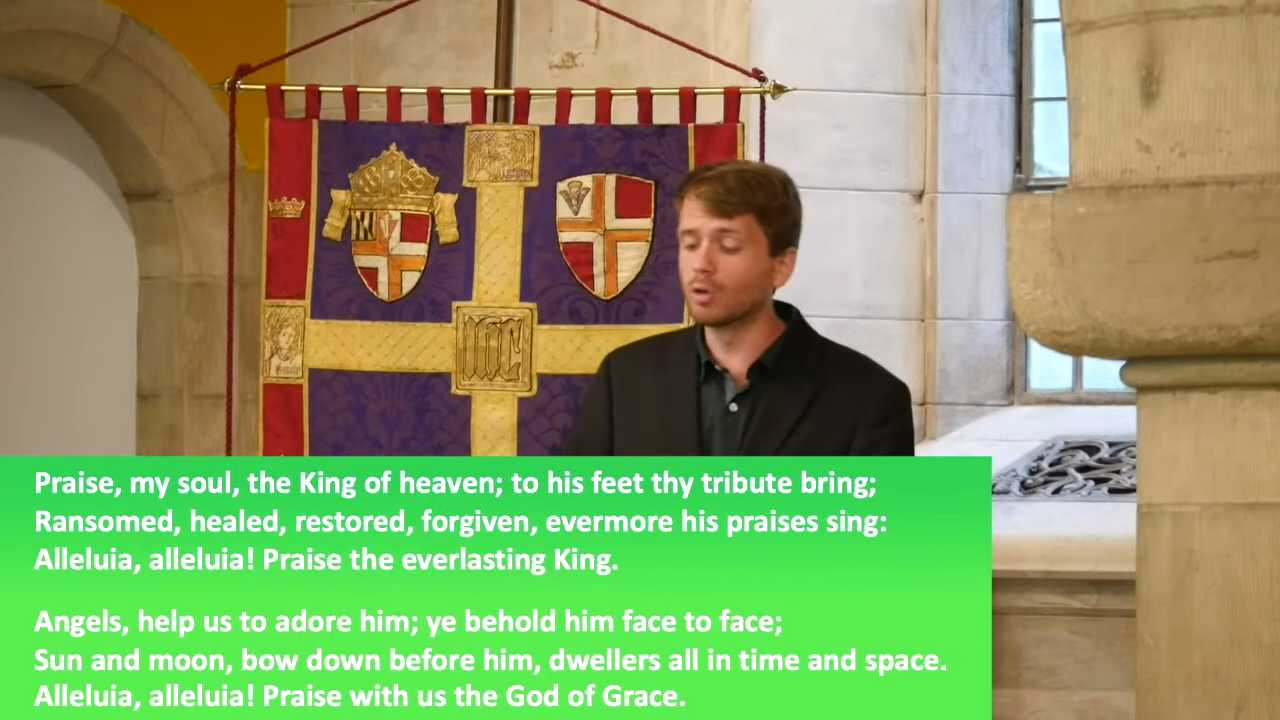 Praise, my soul, the King of heaven; to his feet thy tribute bring;
Ransomed, healed, restored, forgiven, evermore his praises sing:
Alleluia, alleluia! Praise the everlasting King.
Angels, help us to adore him; ye behold him face to face;
Sun and moon, bow down before him, dwellers all in time and space.
Alleluia, alleluia! Praise with us the God of Grace.